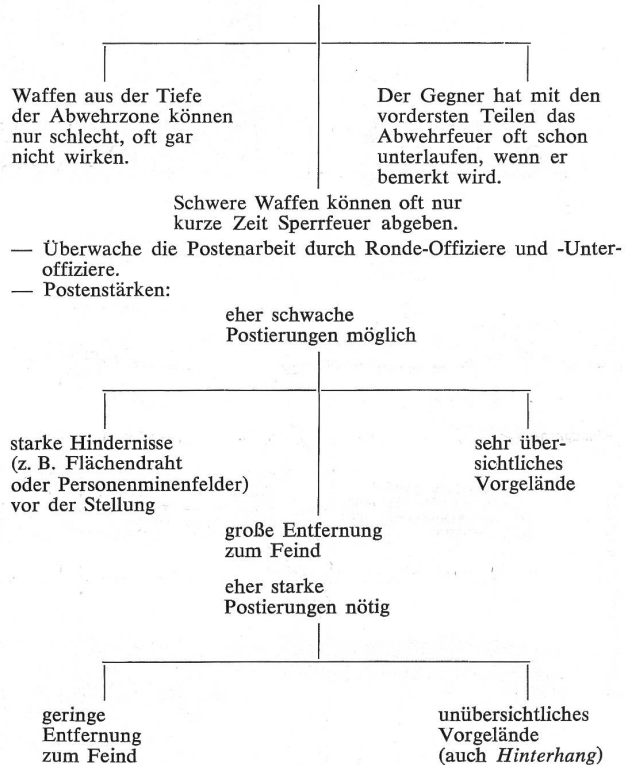 Waffen aus der Tiefe
der Abwehrzone können
nur schlecht, oft gar
nicht wirken.
Der Gegner hat mit den
vordersten Teilen das
Abwehrfeuer oft schon
unterlaufen, wenn er
bemerkt wird.
Schwere Waffen können oft nur
kurze Zeit Sperrfeuer abgeben.
— Überwache die Postenarbeit durch Ronde-Offiziere und -Unter-
offiziere.
— Postenstärken:
eher schwache
Postierungen möglich
starke Hindernisse
(z. B. Flächendraht
oder Personenminenfelder)
vor der Stellung
sehr über-
sichtliches
Vorgelände
große Entfernung
zum Feind
eher starke
Postierungen nötig
geringe
Entfernung
zum Feind
unübersichtliches
Vorgelände
(auch Hinterhang)